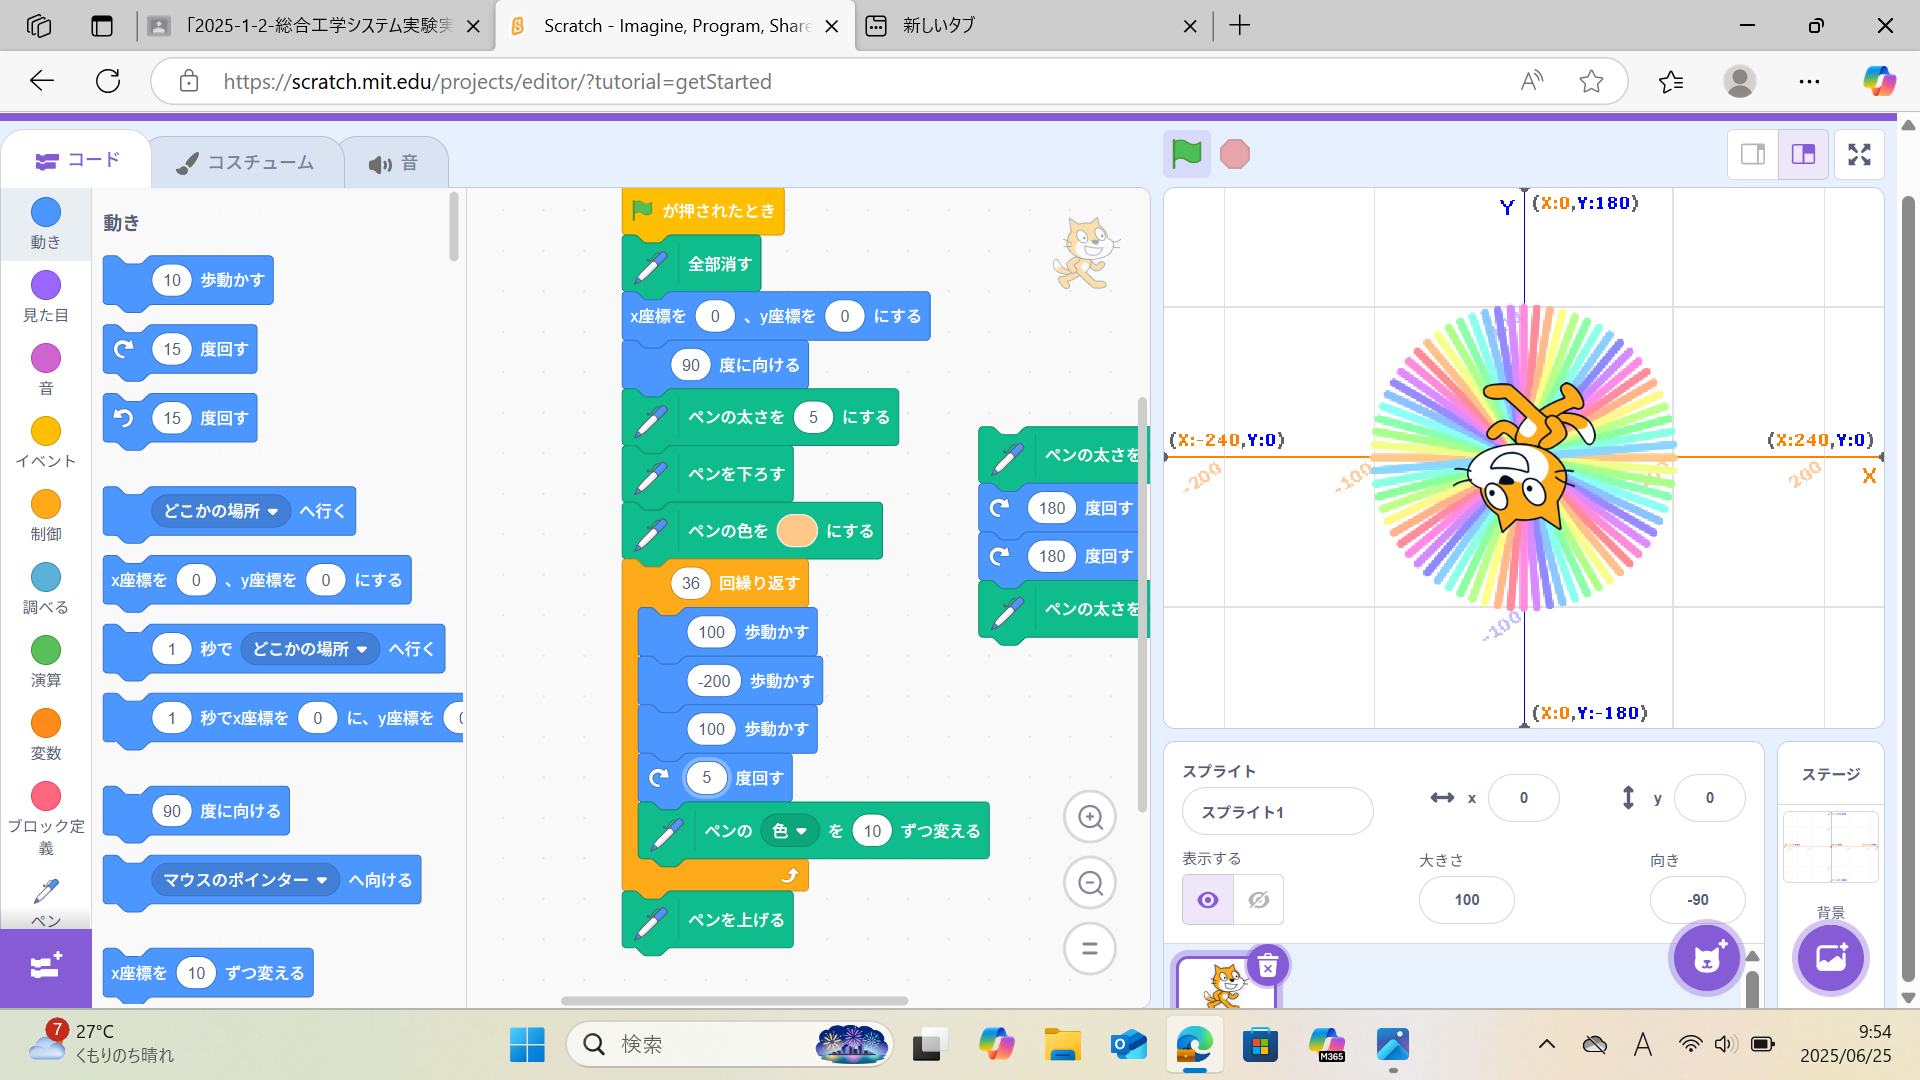 「2025-1-2-総合工学システム実験実
Scratch - Imagine, Program, Share
新しいタブ
https://scratch.mit.edu/projects/editor/?tutorial=getStarted
コード
コスチューム
音
動き
見た目
音
イベント
制御
調べる
演算
変数
ブロック定
義
ペン
動き
10 歩動かす
15 度回す
15 度回す
どこかの場所 へ行く
x座標を 0 、y座標を 0 にする
1 秒で どこかの場所 へ行く
1 秒でx座標を 0 に、y座標を
90 度に向ける
マウスのポインター へ向ける
x座標を 10 ずつ変える
が押されたとき
全部消す
x座標を 0 、y座標を 0 にする
90 度に向ける
ペンの太さを 5 にする
ペンを下ろす
ペンの色を にする
36 回繰り返す
100 歩動かす
-200 歩動かす
100 歩動かす
5 度回す
ペンの 色 を 10 ずつ変える
ペンを上げる
ペンの太さを
180 度回す
180 度回す
ペンの太さを
Y (X:0,Y:180)
(X:-240,Y:0)
(X:240,Y:0)
-200
-100
200
X
-100
(X:0,Y:-180)
スプライト
スプライト1
x 0
y 0
表示する
大きさ
100
向き
-90
ステージ
背景
7
27°C
くもりのち晴れ
検索
M365
A
9:54
2025/06/25